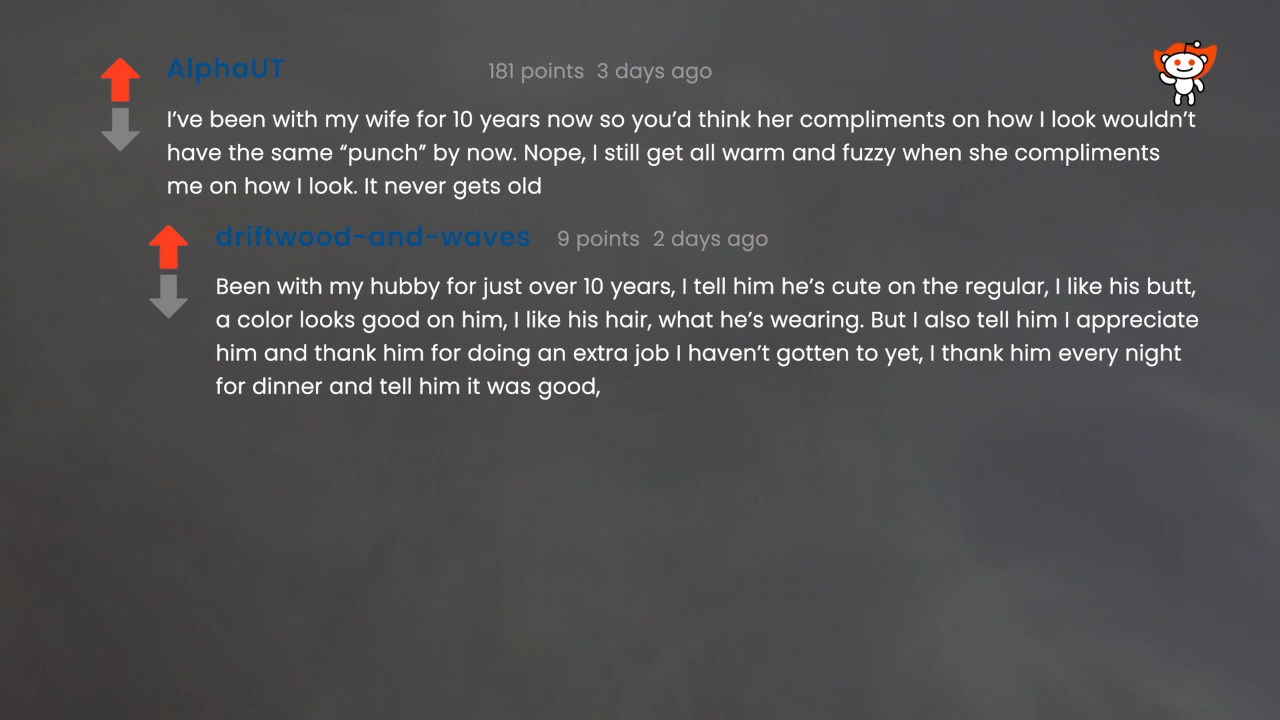 AlphaUT 181 points 3 days ago
I’ve been with my wife for 10 years now so you’d think her compliments on how I look wouldn’t
have the same “punch” by now. Nope, I still get all warm and fuzzy when she compliments
me on how I look. It never gets old
driftwood-and-waves 9 points 2 days ago
Been with my hubby for just over 10 years, I tell him he’s cute on the regular, I like his butt,
a color looks good on him, I like his hair, what he’s wearing. But I also tell him I appreciate
him and thank him for doing an extra job I haven’t gotten to yet, I thank him every night
for dinner and tell him it was good,